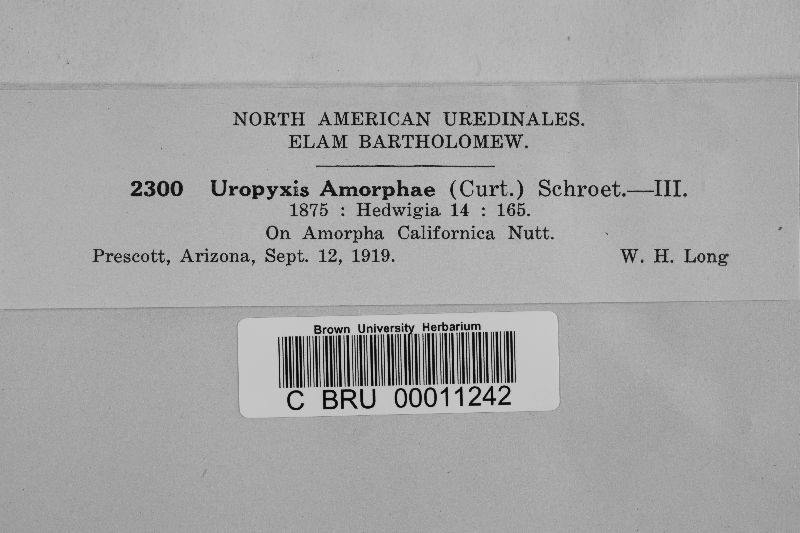 NORTH AMERICAN UREDINALES.
ELAM BARTHOLOMEW.
2300 Uropyxis Amorphae (Curt.) Schroet.—III.
1875 : Hedwigia 14 : 165.
On Amorpha Californica Nutt.
Prescott, Arizona, Sept. 12, 1919. W. H. Long
Brown University Herbarium
C BRU 00011242